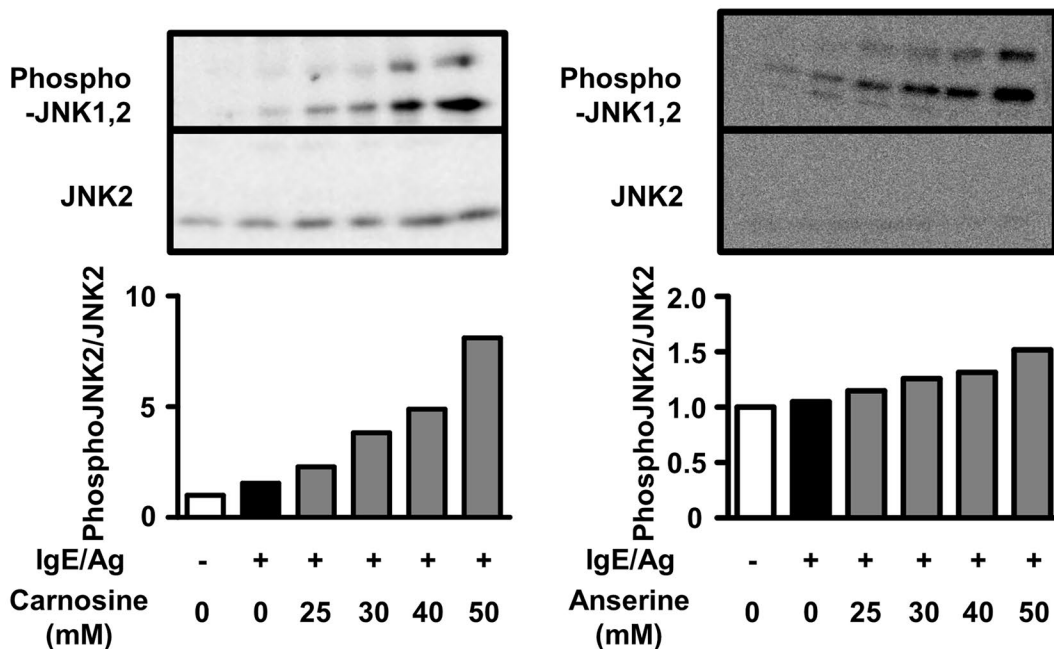 Phospho
-JNK1,2
JNK2
PhosphoJNK2/JNK2
10
5
0
IgE/Ag - + + + + +
Carnosine
(mM)
0 0 25 30 40 50
Phospho
-JNK1,2
JNK2
PhosphoJNK2/JNK2
2.0
1.5
1.0
0.5
0
IgE/Ag - + + + + +
Anserine
(mM)
0 0 25 30 40 50